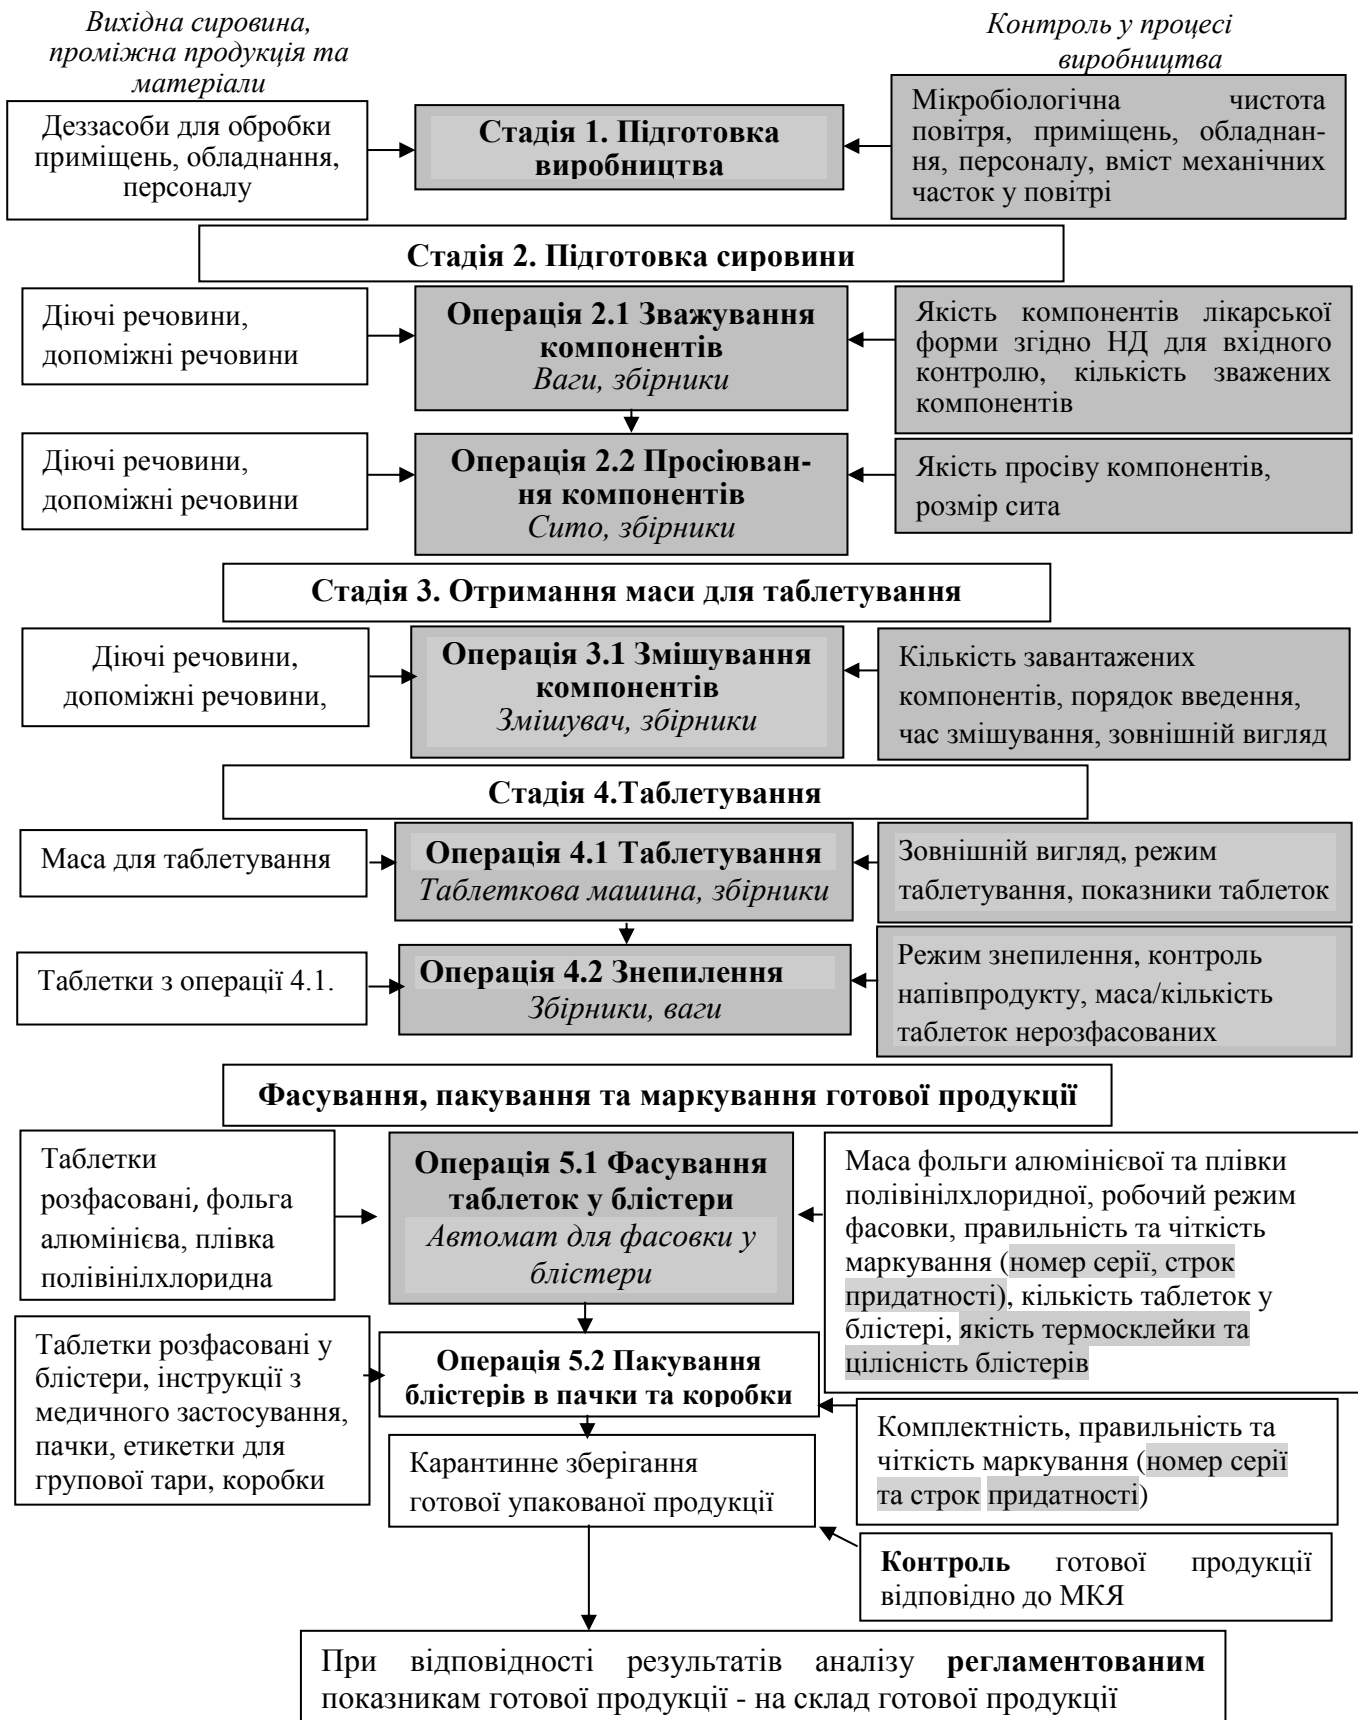 Вихідна сировина,
проміжна продукція та
матеріали
Контроль у процесі
виробництва
Деззасоби для обробки
приміщень, обладнання,
персоналу
Стадія 1. Підготовка
виробництва
Мікробіологічна чистота
повітря, приміщень, обладнан-
ня, персоналу, вміст механічних
часток у повітрі
Стадія 2. Підготовка сировини
Діючі речовини,
допоміжні речовини
Операція 2.1 Зважування
компонентів
Ваги, збірники
Якість компонентів лікарської
форми згідно НД для вхідного
контролю, кількість зважених
компонентів
Діючі речовини,
допоміжні речовини
Операція 2.2 Просіюван-
ня компонентів
Сито, збірники
Якість просіву компонентів,
розмір сита
Стадія 3. Отримання маси для таблетування
Діючі речовини,
допоміжні речовини,
Операція 3.1 Змішування
компонентів
Змішувач, збірники
Кількість завантажених
компонентів, порядок введення,
час змішування, зовнішній вигляд
Стадія 4.Таблетування
Маса для таблетування
Операція 4.1 Таблетування
Таблеткова машина, збірники
Зовнішній вигляд, режим
таблетування, показники таблеток
Таблетки з операції 4.1.
Операція 4.2 Знепилення
Збірники, ваги
Режим знепилення, контроль
напівпродукту, маса/кількість
таблеток нерозфасованих
Фасування, пакування та маркування готової продукції
Таблетки
розфасовані, фольга
алюмінієва, плівка
полівінілхлоридна
Операція 5.1 Фасування
таблеток у блістери
Автомат для фасовки у
блістери
Маса фольги алюмінієвої та плівки
полівінілхлоридної, робочий режим
фасовки, правильність та чіткість
маркування (номер серії, строк
придатності), кількість таблеток у
блістері, якість термосклейки та
цілісність блістерів
Таблетки розфасовані у
блістери, інструкції з
медичного застосування,
пачки, етикетки для
групової тари, коробки
Операція 5.2 Пакування
блістерів в пачки та коробки
Комплектність, правильність та
чіткість маркування (номер серії
та строк придатності)
Карантинне зберігання
готової упакованої продукції
Контроль готової продукції
відповідно до МКЯ
При відповідності результатів аналізу регламентованим
показникам готової продукції - на склад готової продукції